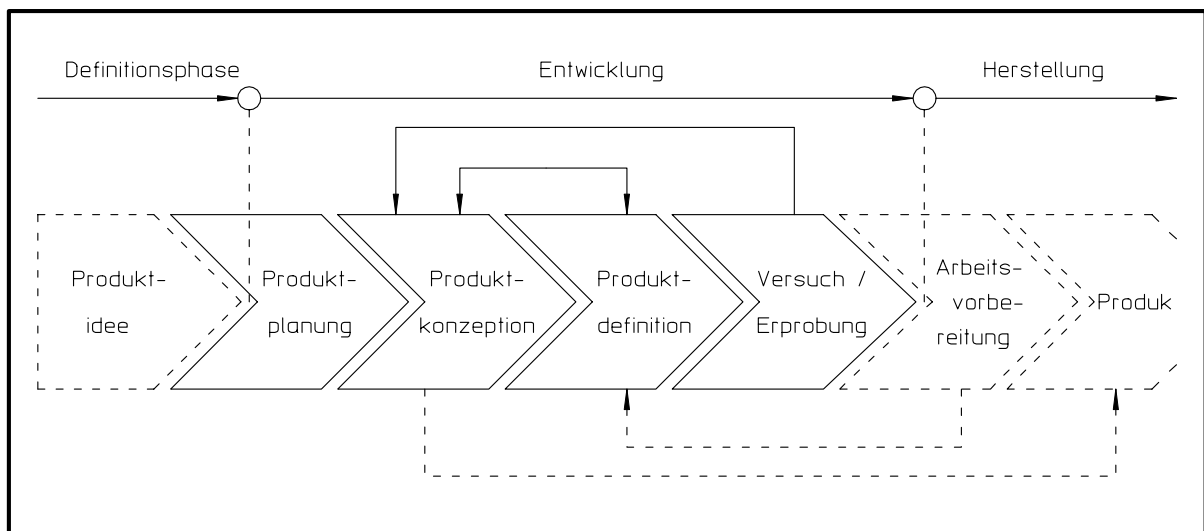 Definitionsphase
Entwicklung
Herstellung
Produkt-
idee
Produkt-
planung
Produkt-
konzeption
Produkt-
definition
Versuch /
Erprobung
Arbeits-
vorbe-
reitung
Produk